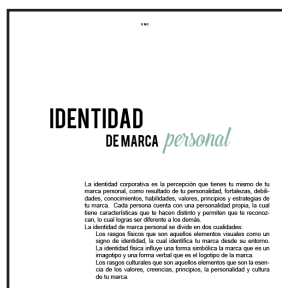 UNO
IDENTIDAD
DE MARCA personal
La identidad corporativa es la percepción que tienes tu mismo de tu
marca personal, como resultado de tu personalidad, fortalezas, debili-
dades, conocimientos, habilidades, valores, principios y estrategias de
tu marca. Cada persona cuenta con una personalidad propia, la cual
tiene características que te hacen distinto y permiten que te reconoz-
can, lo cual logras ser diferente a los demás.
La identidad de marca personal se divide en dos cualidades:
Los rasgos físicos que son aquellos elementos visuales como un
signo de identidad, la cual identifica tu marca desde su entorno.
La identidad física influye una forma simbólica la marca que es un
imagotipo y una forma verbal que es el logotipo de la marca.
Los rasgos culturales que son aquellos elementos que son la esen-
cia de los valores, creencias, principios, la personalidad y cultura
de tu marca.